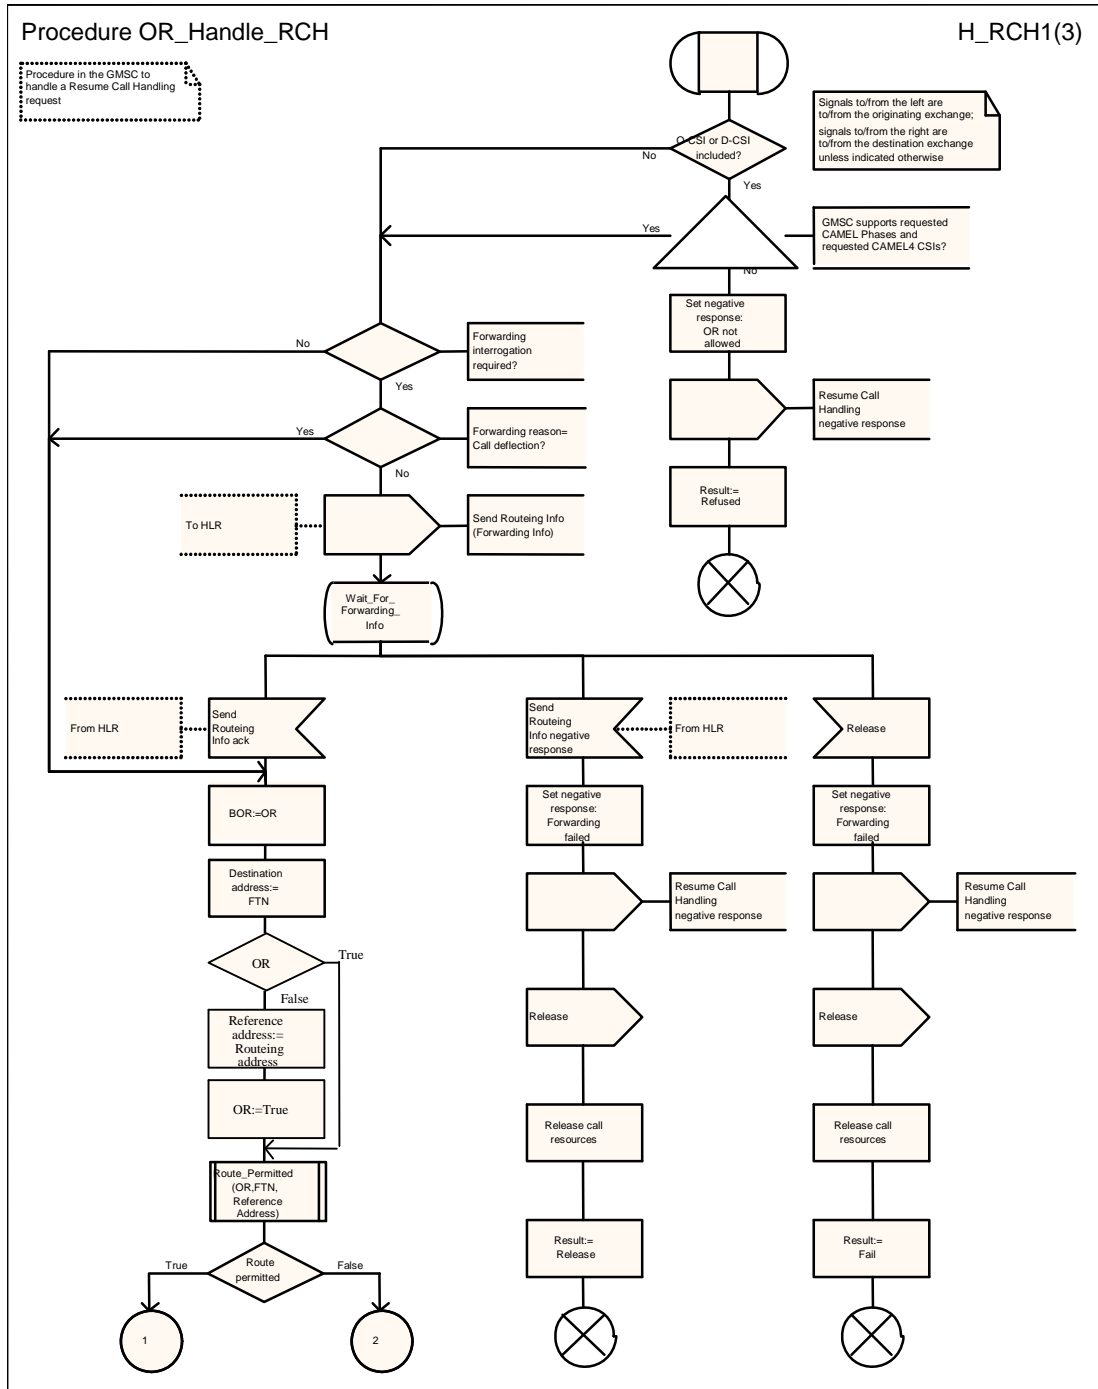 Procedure OR_Handle_RCH
H_RCH1(3)
Procedure in the GMSC to
handle a Resume Call Handling
request
Signals to/from the left are
to/from the originating exchange;
signals to/from the right are
to/from the destination exchange
unless indicated otherwise
O-CSI or D-CSI
included?
No
Yes
Yes
GMSC supports requested
CAMEL Phases and
requested CAMEL4 CSIs?
No
Set negative
response:
OR not
allowed
No
Forwarding
interrogation
required?
Yes
Resume Call
Handling
negative response
Yes
Forwarding reason=
Call deflection?
No
Result:=
Refused
To HLR
Send Routeing Info
(Forwarding Info)
Wait_For_
Forwarding_
Info
From HLR
Send
Routeing
Info ack
Send
Routeing
Info negative
response
From HLR
Release
BOR:=OR
Set negative
response:
Forwarding
failed
Set negative
response:
Forwarding
failed
Destination
address:=
FTN
Resume Call
Handling
negative response
Resume Call
Handling
negative response
OR
True
False
Reference
address:=
Routeing
address
Release
Release
OR:=True
Release call
resources
Release call
resources
Route_Permitted
(OR,FTN,
Reference
Address)
Result:=
Release
Result:=
Fail
True
Route
permitted
False
1
2